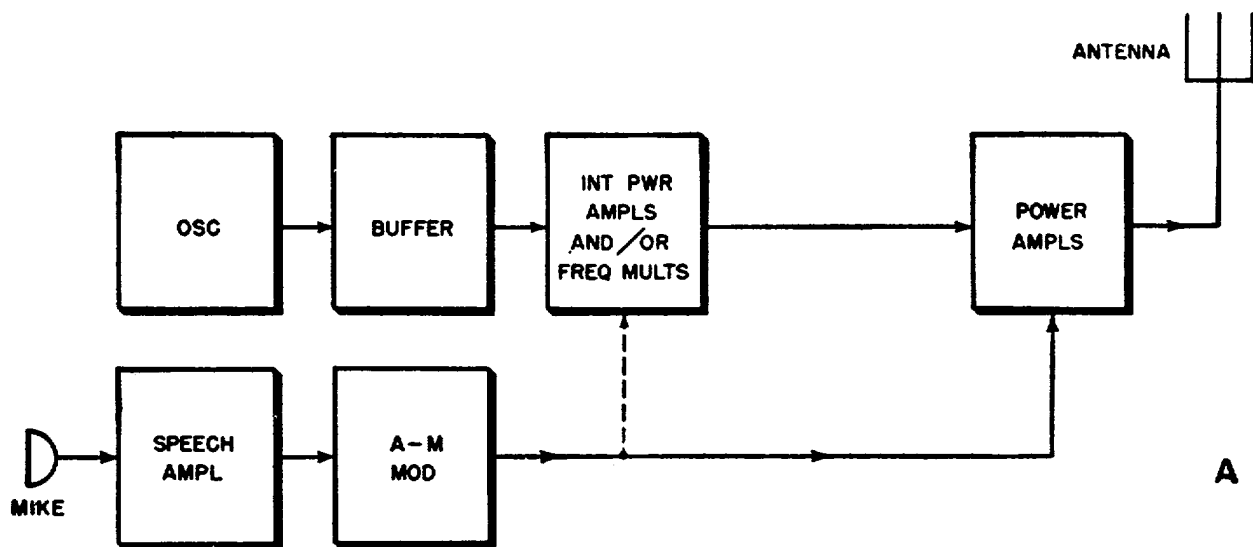 ANTENNA
OSC
BUFFER
INT PWR
AMPLS
AND/OR
FREQ MULTS
POWER
AMPLS
MIKE
SPEECH
AMPL
A-M
MOD
A